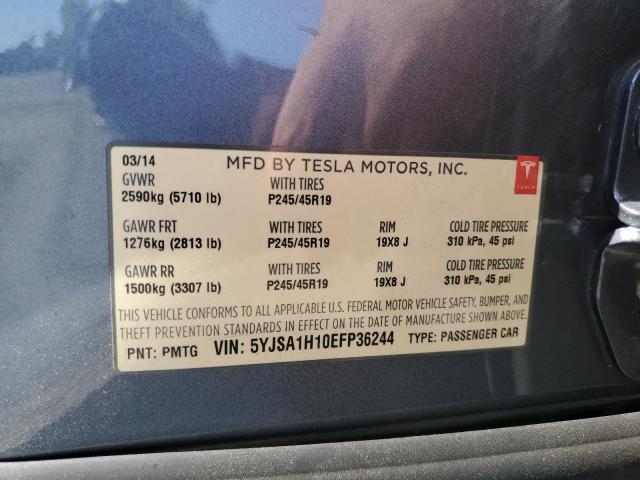 03/14 MFD BY TESLA MOTORS, INC.
GVWR WITH TIRES
2590kg (5710 lb) P245/45R19
TESLA
GAWR FRT WITH TIRES RIM COLD TIRE PRESSURE
1276kg (2813 lb) P245/45R19 19X8 J 310 kPa, 45 psi
GAWR RR WITH TIRES RIM COLD TIRE PRESSURE
1500kg (3307 lb) P245/45R19 19X8 J 310 kPa, 45 psi
THIS VEHICLE CONFORMS TO ALL APPLICABLE U.S. FEDERAL MOTOR VEHICLE SAFETY, BUMPER, AND
THEFT PREVENTION STANDARDS IN EFFECT ON THE DATE OF MANUFACTURE SHOWN ABOVE.
PNT: PMTG VIN: 5YJSA1H10EFP36244 TYPE: PASSENGER CAR